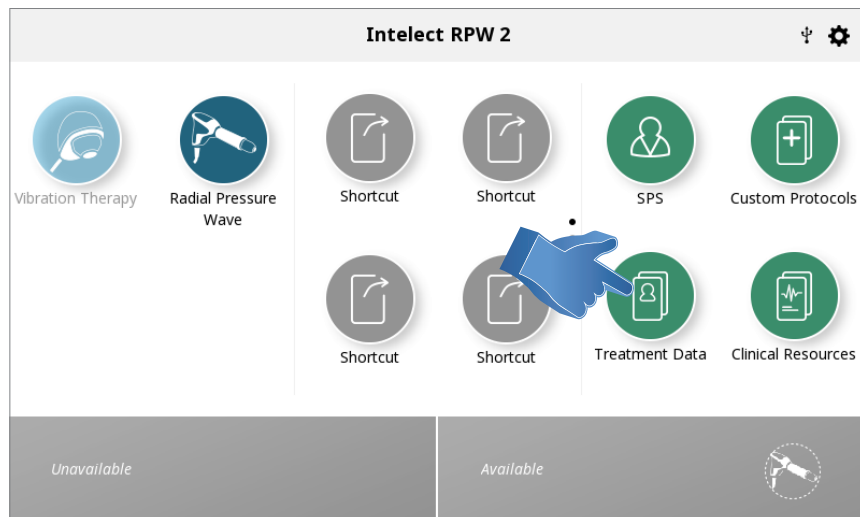 Intelect RPW 2
Vibration Therapy
Radial Pressure
Wave
Shortcut
Shortcut
SPS
Custom Protocols
Shortcut
Shortcut
Treatment Data
Clinical Resources
Unavailable
Available